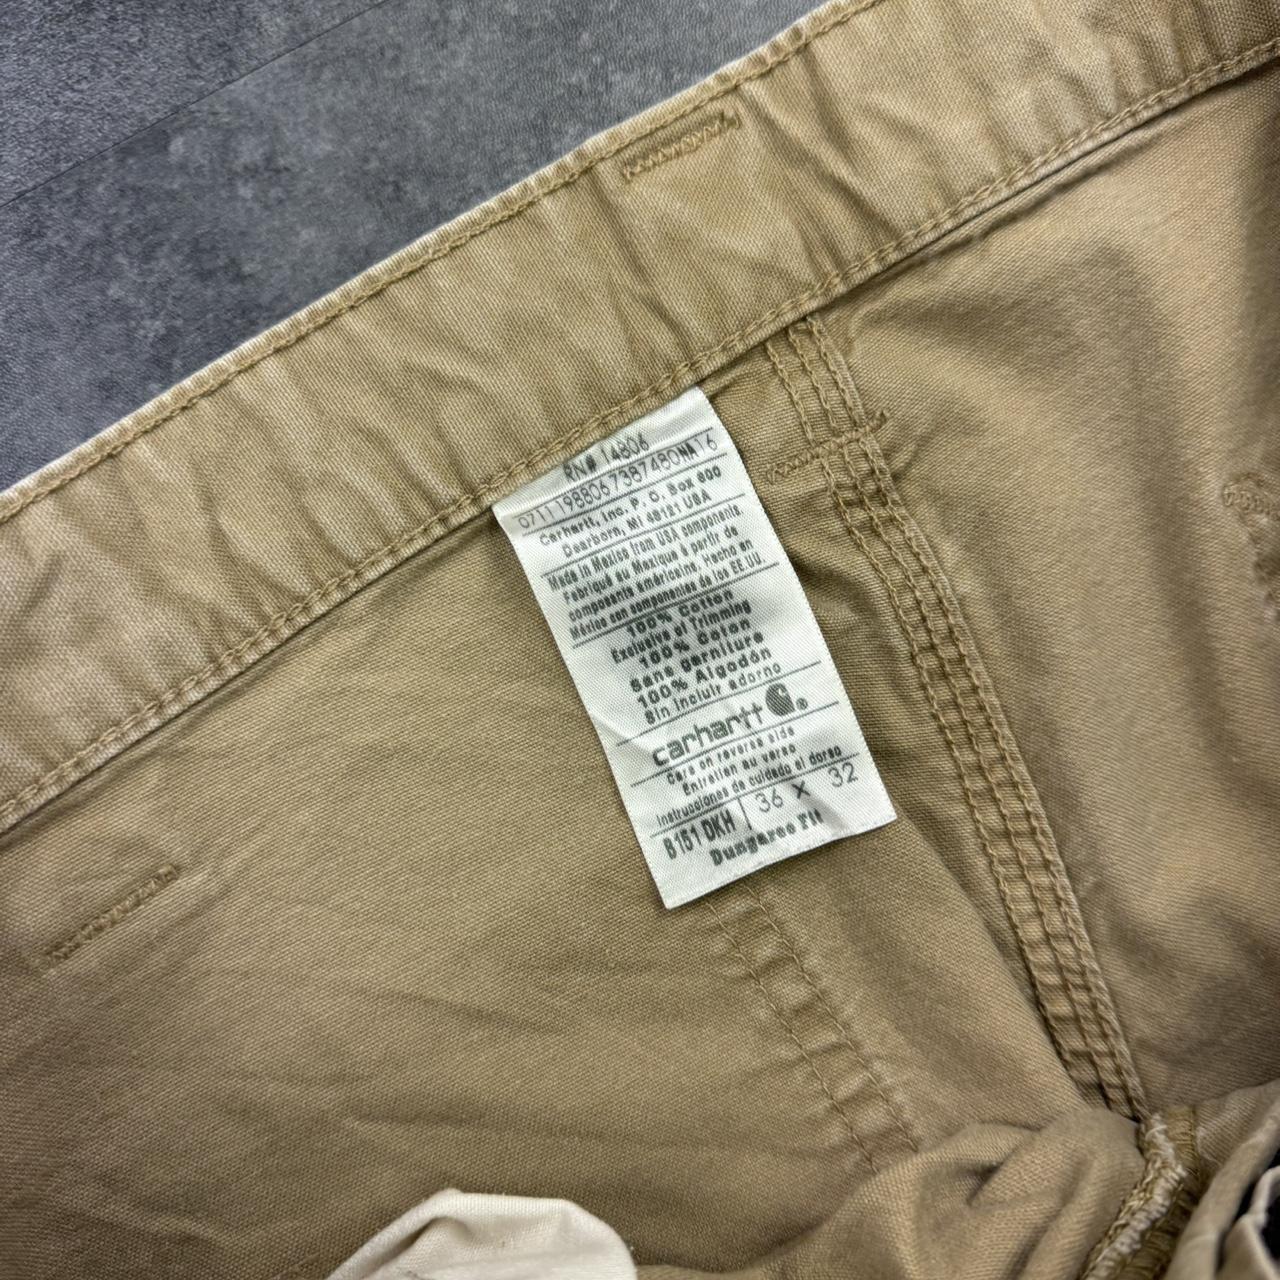 RN# 14806
07111988067387480NA16
Carhartt, Inc. P. O. Box 600
Dearborn, MI 48121 USA
Made in Mexico from USA components.
Fabriqué au Mexique à partir de
composants américains. Hecho en
México con componentes de los EE.UU.
100% Cotton
Exclusive of Trimming
100% Coton
Sans garniture
100% Algodón
Sin incluir adorno
carhartt ®
Care on reverse side
Entretien au verso
Instrucciones de cuidado al dorso
B151 DKH | 36 X 32
Dungaree Fit